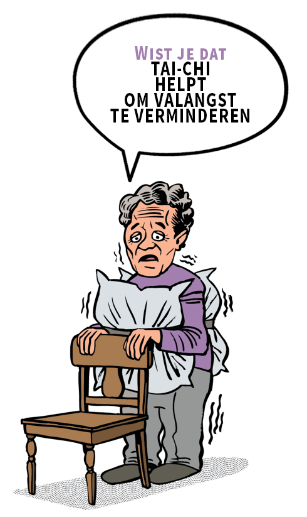 Wist je dat
TAI-CHI
HELPT
OM VALANGST
TE VERMINDEREN